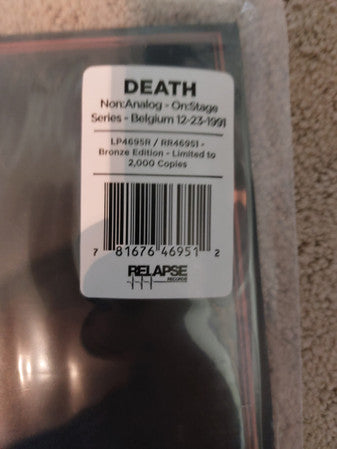 DEATH
Non:Analog - On:Stage
Series - Belgium 12-23-1991
LP4695R / RR46951 -
Bronze Edition - Limited to
2,000 Copies
7 81676 46951 2
RELAPSE
RECORDS